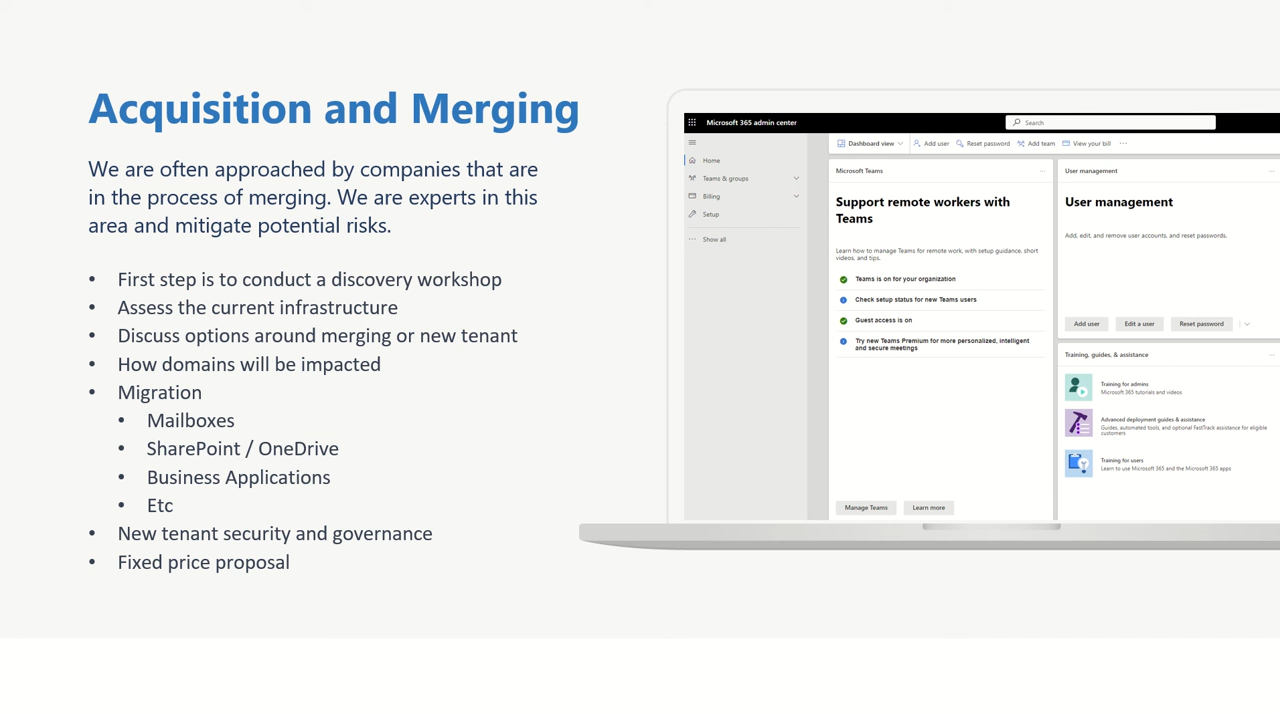 Acquisition and Merging
We are often approached by companies that are
in the process of merging. We are experts in this
area and mitigate potential risks.
• First step is to conduct a discovery workshop
• Assess the current infrastructure
• Discuss options around merging or new tenant
• How domains will be impacted
• Migration
• Mailboxes
• SharePoint / OneDrive
• Business Applications
• Etc
• New tenant security and governance
• Fixed price proposal
Microsoft 365 admin center
Search
Home
Teams & groups
Billing
Setup
Show all
Dashboard view
Add user
Reset password
Add team
View your bill
Microsoft Teams
Support remote workers with
Teams
Learn how to manage Teams for remote work, with setup guidance, short
videos, and tips.
Teams is on for your organization
Check setup status for new Teams users
Guest access is on
Try new Teams Premium for more personalized, intelligent
and secure meetings
Manage Teams
Learn more
User management
User management
Add, edit, and remove user accounts, and reset passwords.
Add user
Edit a user
Reset password
Training, guides, & assistance
Training for admins
Microsoft 365 tutorials and videos
Advanced deployment guides & assistance
Guides, automated tools, and optional FastTrack assistance for eligible
customers
Training for users
Learn to use Microsoft 365 and the Microsoft 365 apps